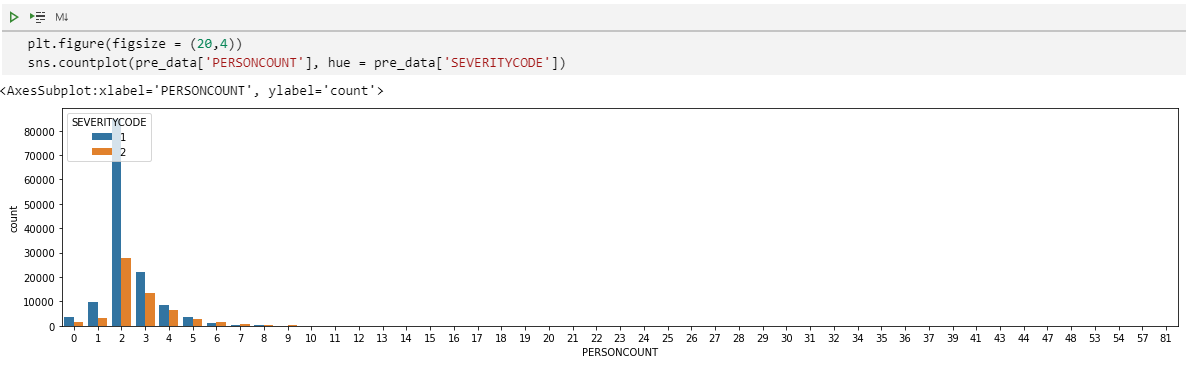 M↓
plt.figure(figsize = (20,4))
sns.countplot(pre_data['PERSONCOUNT'], hue = pre_data['SEVERITYCODE'])
<AxesSubplot:xlabel='PERSONCOUNT', ylabel='count'>
SEVERITYCODE
1
2
80000
70000
60000
50000
40000
30000
20000
10000
0
count
0 1 2 3 4 5 6 7 8 9 10 11 12 13 14 15 16 17 19 20 21 22 23 24 25 26 27 28 29 30 31 32 34 35 36 37 39 41 43 44 47 48 53 54 57 81
PERSONCOUNT